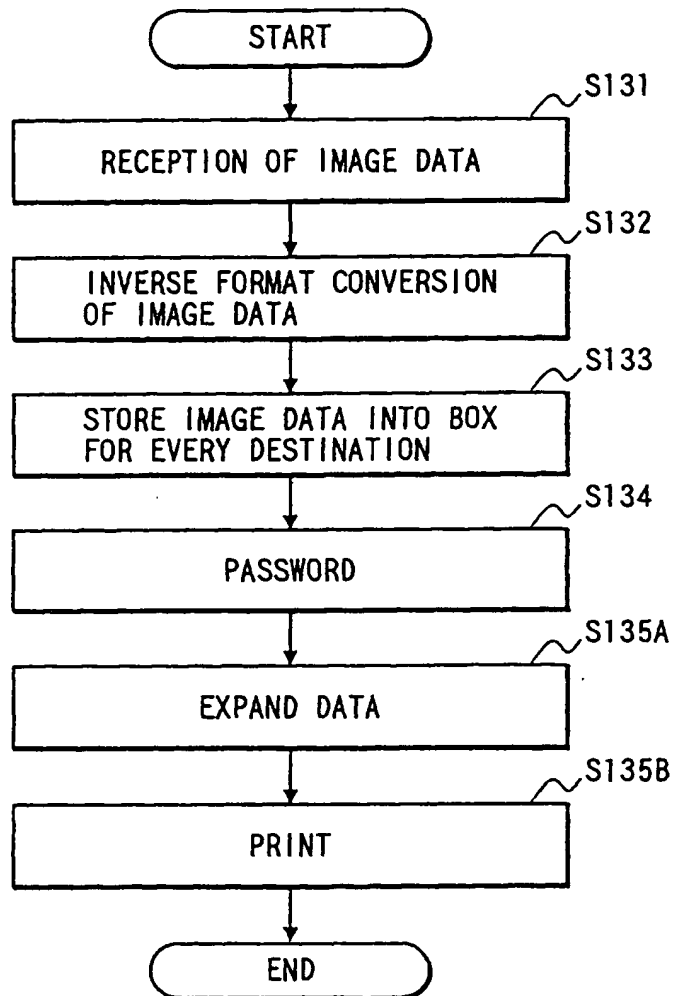 START
S131
RECEPTION OF IMAGE DATA
S132
INVERSE FORMAT CONVERSION
OF IMAGE DATA
S133
STORE IMAGE DATA INTO BOX
FOR EVERY DESTINATION
S134
PASSWORD
S135A
EXPAND DATA
S135B
PRINT
END